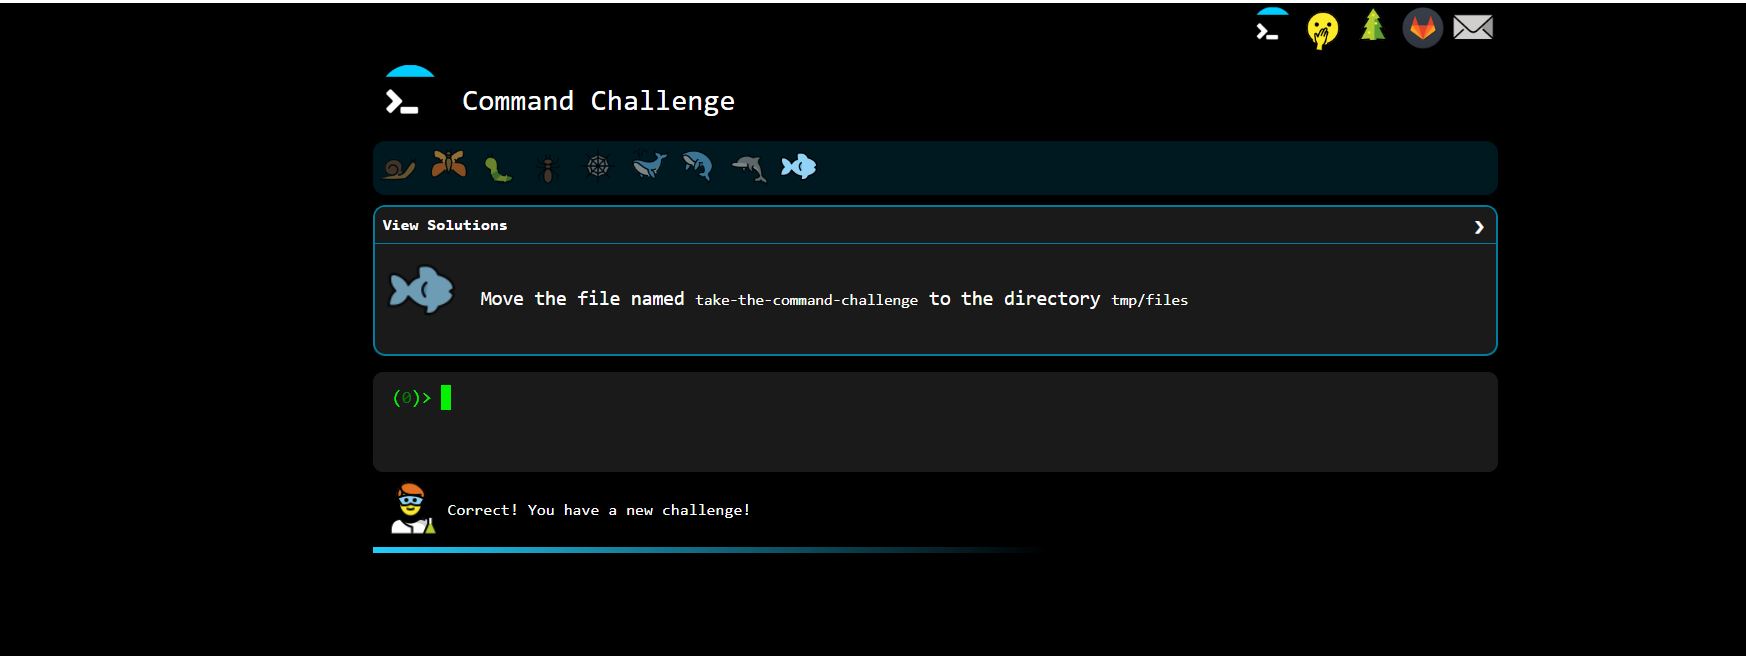 Command Challenge
View Solutions
Move the file named take-the-command-challenge to the directory tmp/files
(0)>
Correct! You have a new challenge!